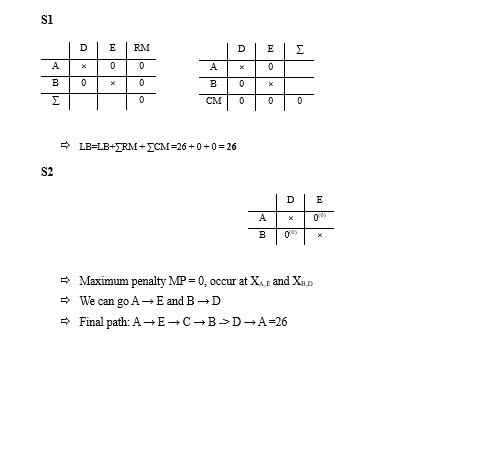 S1
D E RM
A × 0 0
B 0 × 0
∑ 0
D E ∑
A × 0
B 0 ×
CM 0 0 0
⇨ LB=LB+∑RM + ∑CM =26 + 0 + 0 = 26
S2
D E
A × 0(0)
B 0(0) ×
⇨ Maximum penalty MP = 0, occur at XA,E and XB,D
⇨ We can go A → E and B → D
⇨ Final path: A → E → C → B -> D → A =26